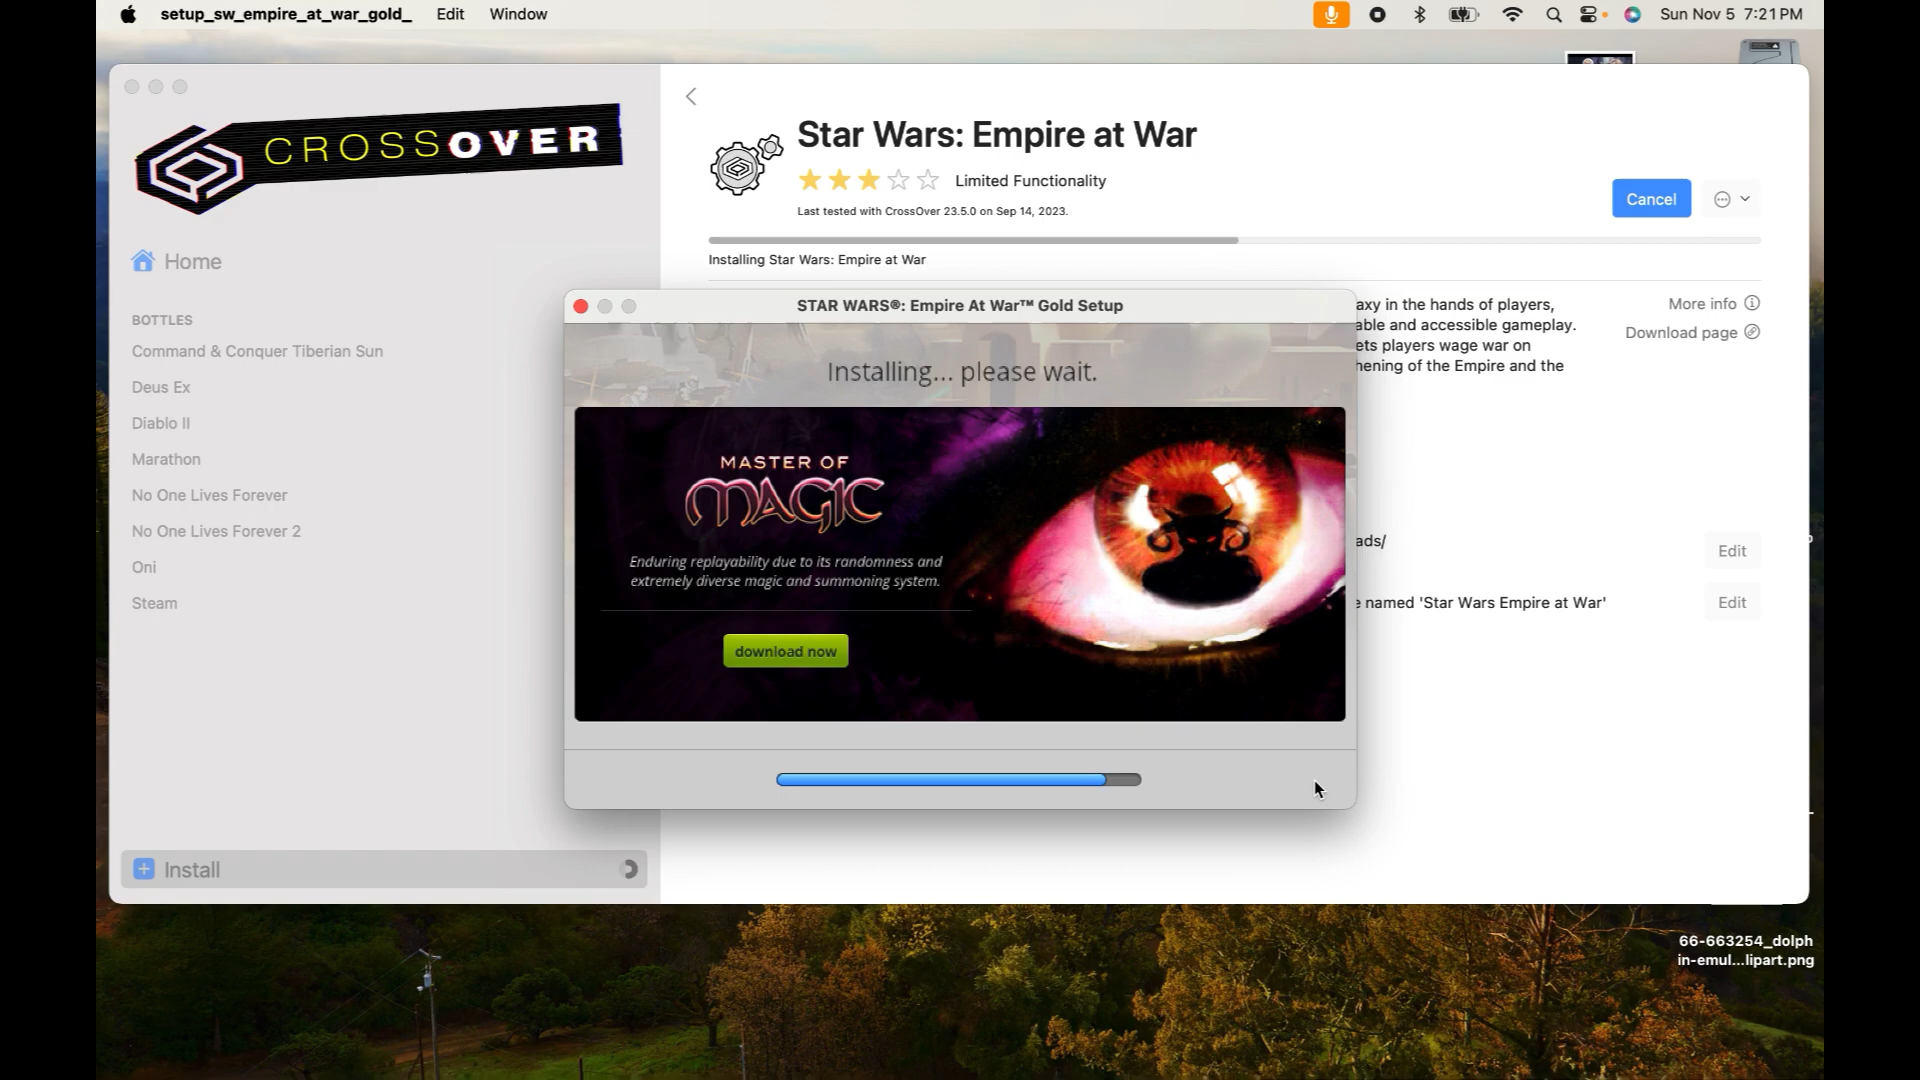 setup_sw_empire_at_war_gold_ Edit Window Sun Nov 5 7:21 PM
CROSSOVER
Home
BOTTLES
Command & Conquer Tiberian Sun
Deus Ex
Diablo II
Marathon
No One Lives Forever
No One Lives Forever 2
Oni
Steam
Install
Star Wars: Empire at War
Limited Functionality
Last tested with CrossOver 23.5.0 on Sep 14, 2023.
Cancel
Installing Star Wars: Empire at War
axy in the hands of players,
able and accessible gameplay.
ets players wage war on
hening of the Empire and the
More info
Download page
ads/
Edit
e named 'Star Wars Empire at War'
Edit
STAR WARS®: Empire At War™ Gold Setup
Installing... please wait.
MASTER OF
MAGIC
Enduring replayability due to its randomness and
extremely diverse magic and summoning system.
download now
66-663254_dolph
in-emul...lipart.png